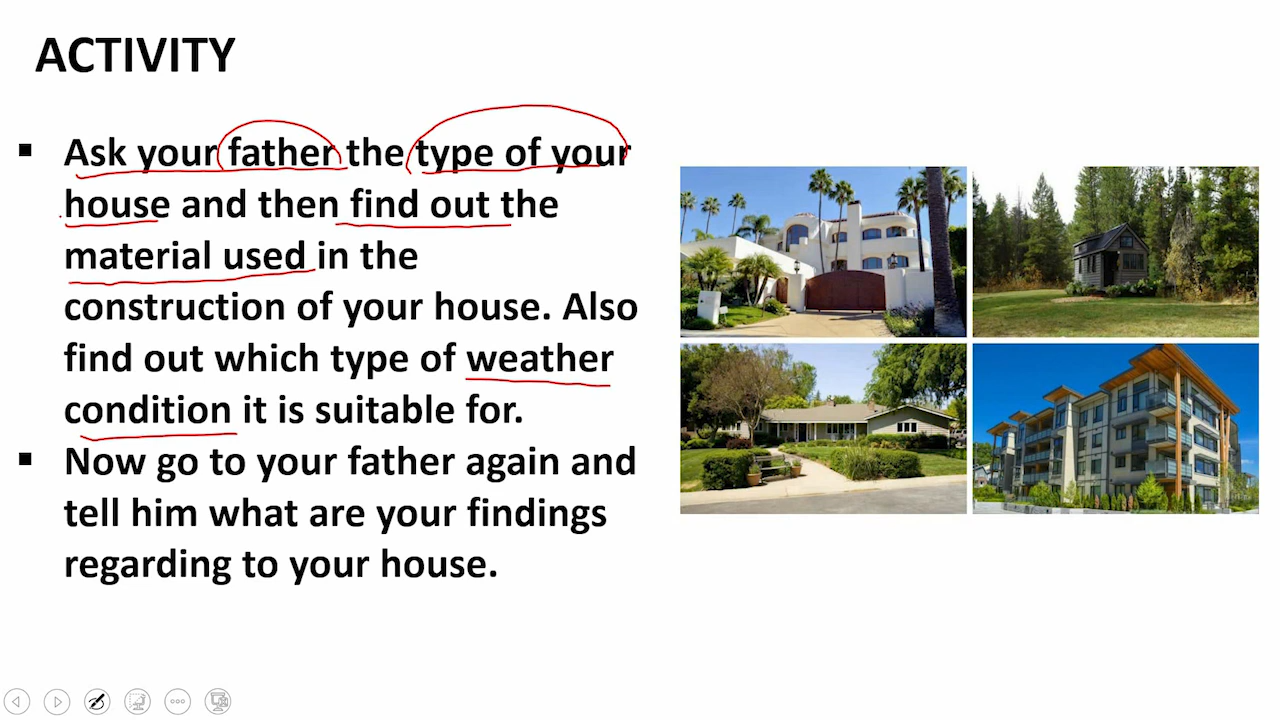 ACTIVITY
▪ Ask your father the type of your
house and then find out the
material used in the
construction of your house. Also
find out which type of weather
condition it is suitable for.
▪ Now go to your father again and
tell him what are your findings
regarding to your house.